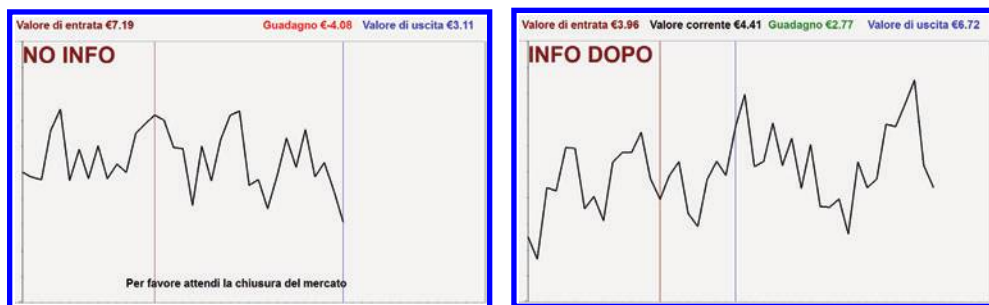 Valore di entrata €7.19 Guadagno €-4.08 Valore di uscita €3.11
NO INFO
Per favore attendi la chiusura del mercato
Valore di entrata €3.96 Valore corrente €4.41 Guadagno €2.77 Valore di uscita €6.72
INFO DOPO